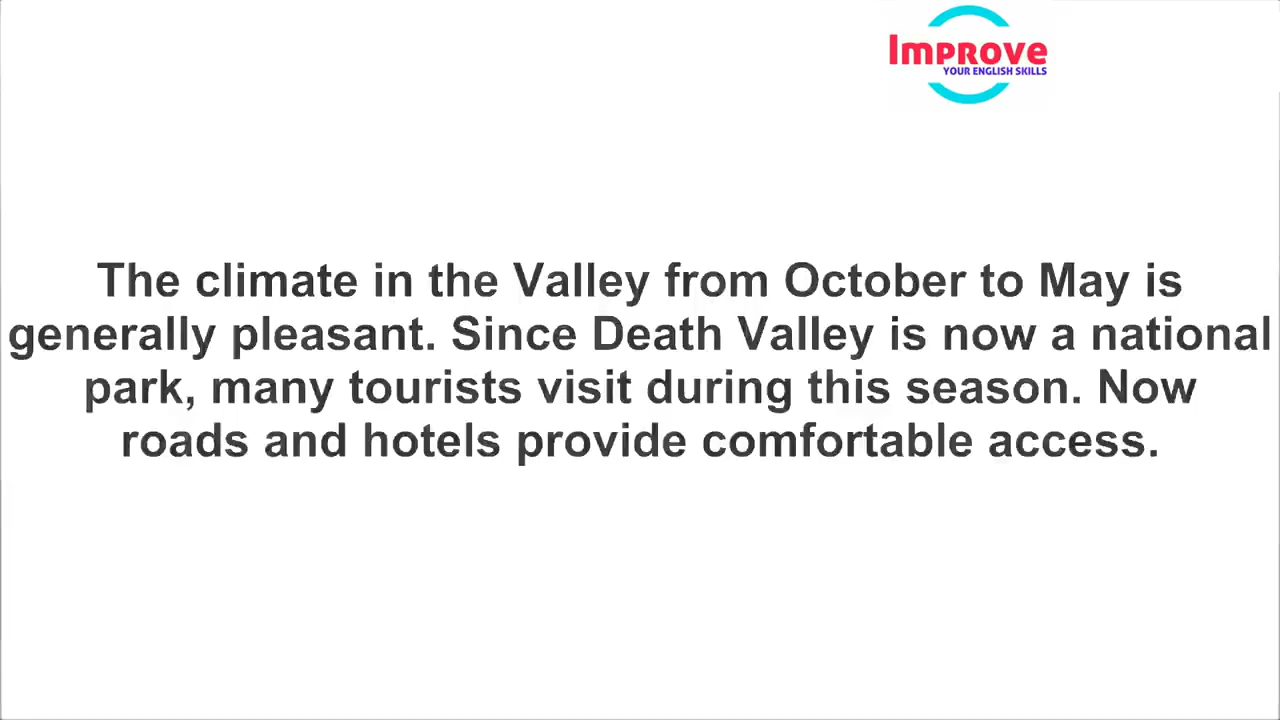 Improve
YOUR ENGLISH SKILLS
The climate in the Valley from October to May is
generally pleasant. Since Death Valley is now a national
park, many tourists visit during this season. Now
roads and hotels provide comfortable access.